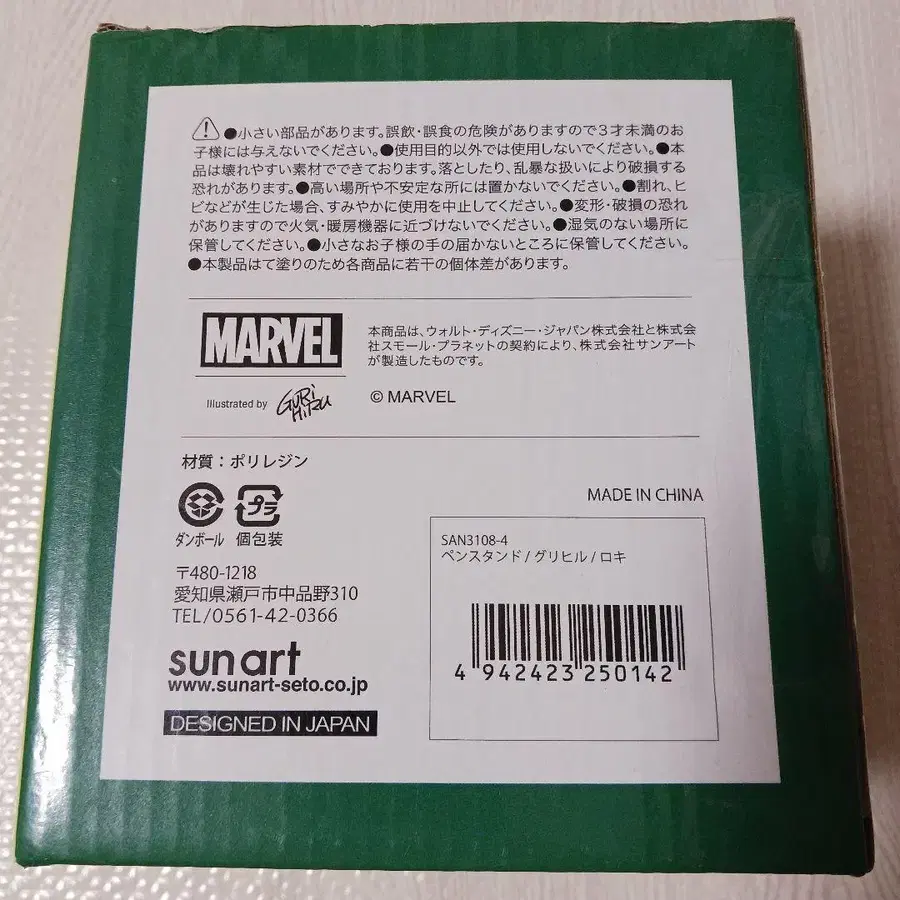 ●小さい部品があります。誤飲・誤食の危険がありますので3才未満のお
子様には与えないでください。●使用目的以外では使用しないでください。●本
品は壊れやすい素材でできております。落としたり、乱暴な扱いにより破損する
恐れがあります。●高い場所や不安定な所には置かないでください。●割れ、ヒ
ビなどが生じた場合、すみやかに使用を中止してください。●変形・破損の恐れ
がありますので火気・暖房機器に近づけないでください。●湿気のない場所に
保管してください。●小さなお子様の手の届かないところに保管してください。
●本製品はて塗りのため各商品に若干の個体差があります。
MARVEL
本商品は、ウォルト・ディズニー・ジャパン株式会社と株式会
社スモール・プラネットの契約により、株式会社サンアート
が製造したものです。
Illustrated by GURiHiRU
© MARVEL
材質：ポリレジン
プラ
ダンボール 個包装
MADE IN CHINA
〒480-1218
愛知県瀬戸市中品野310
TEL/0561-42-0366
sunart
www.sunart-seto.co.jp
DESIGNED IN JAPAN
SAN3108-4
ペンスタンド/グリヒル/ロキ
4 942423 250142